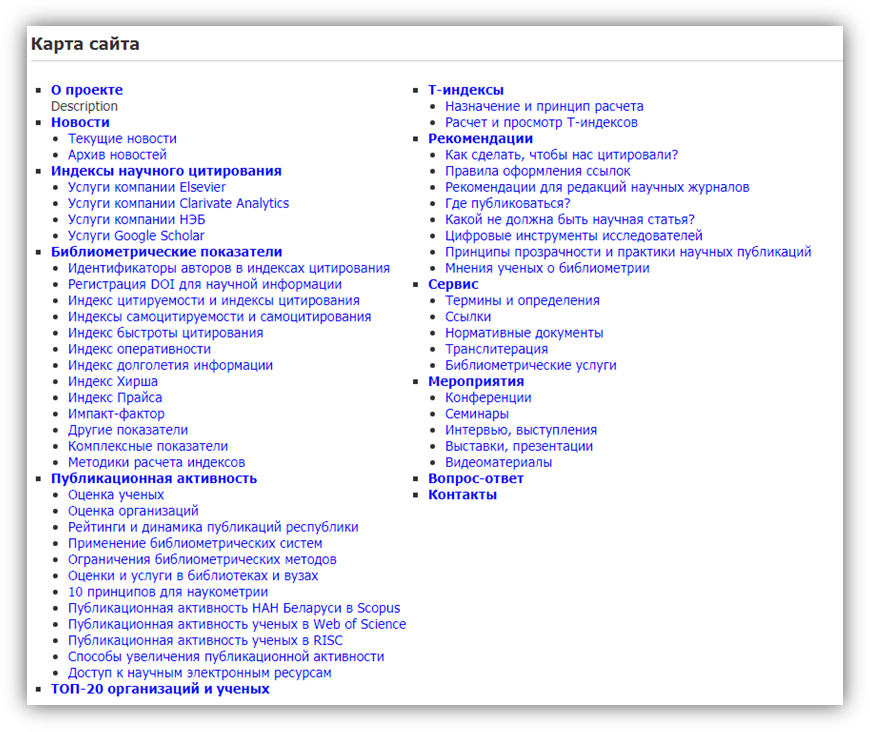 Карта сайта
О проекте
Description
Новости
Текущие новости
Архив новостей
Индексы научного цитирования
Услуги компании Elsevier
Услуги компании Clarivate Analytics
Услуги компании НЭБ
Услуги Google Scholar
Библиометрические показатели
Идентификаторы авторов в индексах цитирования
Регистрация DOI для научной информации
Индекс цитируемости и индексы цитирования
Индексы самоцитируемости и самоцитирования
Индекс быстроты цитирования
Индекс оперативности
Индекс долголетия информации
Индекс Хирша
Индекс Прайса
Импакт-фактор
Другие показатели
Комплексные показатели
Методики расчета индексов
Публикационная активность
Оценка ученых
Оценка организаций
Рейтинги и динамика публикаций республики
Применение библиометрических систем
Ограничения библиометрических методов
Оценки и услуги в библиотеках и вузах
10 принципов для наукометрии
Публикационная активность НАН Беларуси в Scopus
Публикационная активность ученых в Web of Science
Публикационная активность ученых в RISC
Способы увеличения публикационной активности
Доступ к научным электронным ресурсам
ТОП-20 организаций и ученых
Т-индексы
Назначение и принцип расчета
Расчет и просмотр Т-индексов
Рекомендации
Как сделать, чтобы нас цитировали?
Правила оформления ссылок
Рекомендации для редакций научных журналов
Где публиковаться?
Какой не должна быть научная статья?
Цифровые инструменты исследователей
Принципы прозрачности и практики научных публикаций
Мнения ученых о библиометрии
Сервис
Термины и определения
Ссылки
Нормативные документы
Транслитерация
Библиометрические услуги
Мероприятия
Конференции
Семинары
Интервью, выступления
Выставки, презентации
Видеоматериалы
Вопрос-ответ
Контакты